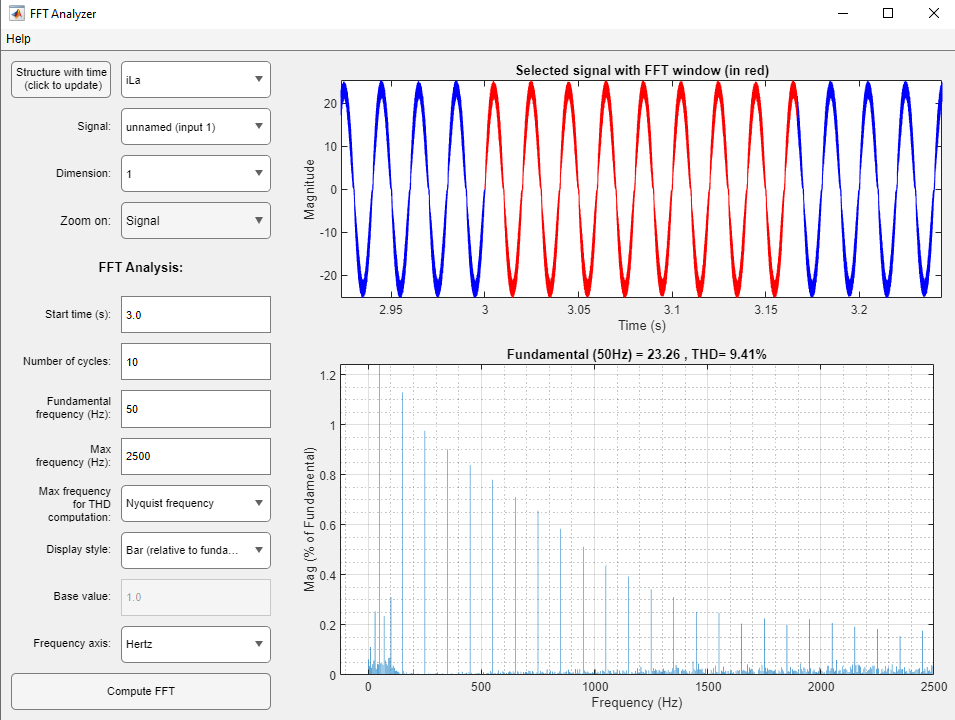 FFT Analyzer
Help
Structure with time
(click to update)
iLa
Signal:
unnamed (input 1)
Dimension:
1
Zoom on:
Signal
FFT Analysis:
Start time (s):
3.0
Number of cycles:
10
Fundamental
frequency (Hz):
50
Max
frequency (Hz):
2500
Max frequency
for THD
computation:
Nyquist frequency
Display style:
Bar (relative to funda...
Base value:
1.0
Frequency axis:
Hertz
Compute FFT
Selected signal with FFT window (in red)
Magnitude
20
10
0
-10
-20
2.95
3
3.05
3.1
3.15
3.2
Time (s)
Fundamental (50Hz) = 23.26 , THD= 9.41%
Mag (% of Fundamental)
1.2
1
0.8
0.6
0.4
0.2
0
0
500
1000
1500
2000
2500
Frequency (Hz)